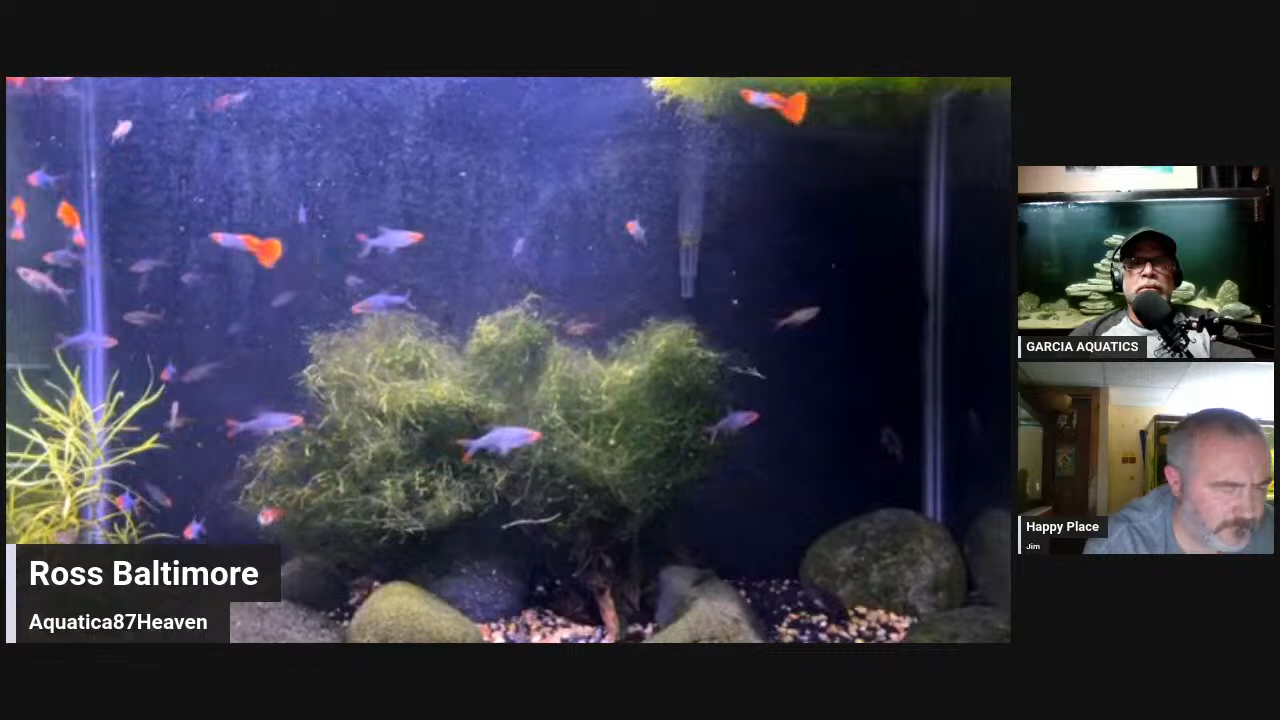 Ross Baltimore
Aquatica87Heaven
GARCIA AQUATICS
Happy Place
Jim